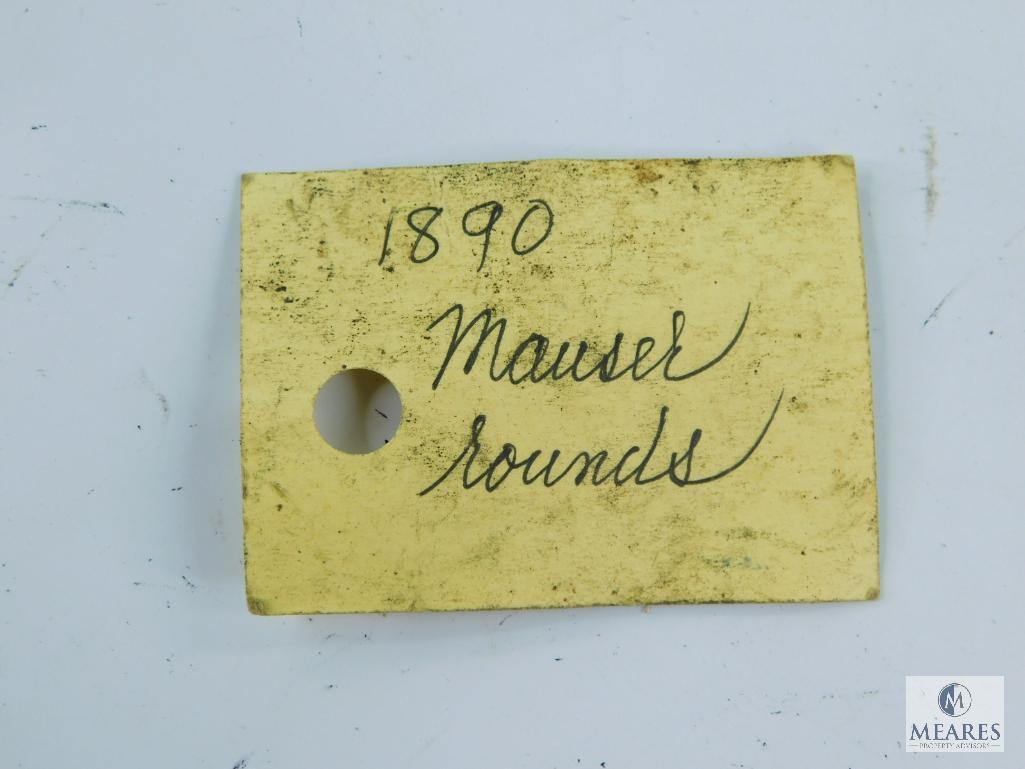 1890
Mauser
rounds
M
MEARES
PROPERTY ADVISORS